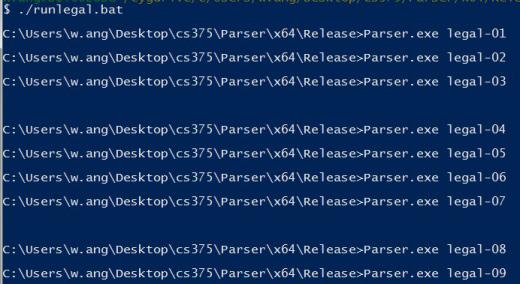 $ ./runlegal.bat
C:\Users\w.ang\Desktop\cs375\Parser\x64\Release>Parser.exe legal-01
C:\Users\w.ang\Desktop\cs375\Parser\x64\Release>Parser.exe legal-02
C:\Users\w.ang\Desktop\cs375\Parser\x64\Release>Parser.exe legal-03
C:\Users\w.ang\Desktop\cs375\Parser\x64\Release>Parser.exe legal-04
C:\Users\w.ang\Desktop\cs375\Parser\x64\Release>Parser.exe legal-05
C:\Users\w.ang\Desktop\cs375\Parser\x64\Release>Parser.exe legal-06
C:\Users\w.ang\Desktop\cs375\Parser\x64\Release>Parser.exe legal-07
C:\Users\w.ang\Desktop\cs375\Parser\x64\Release>Parser.exe legal-08
C:\Users\w.ang\Desktop\cs375\Parser\x64\Release>Parser.exe legal-09